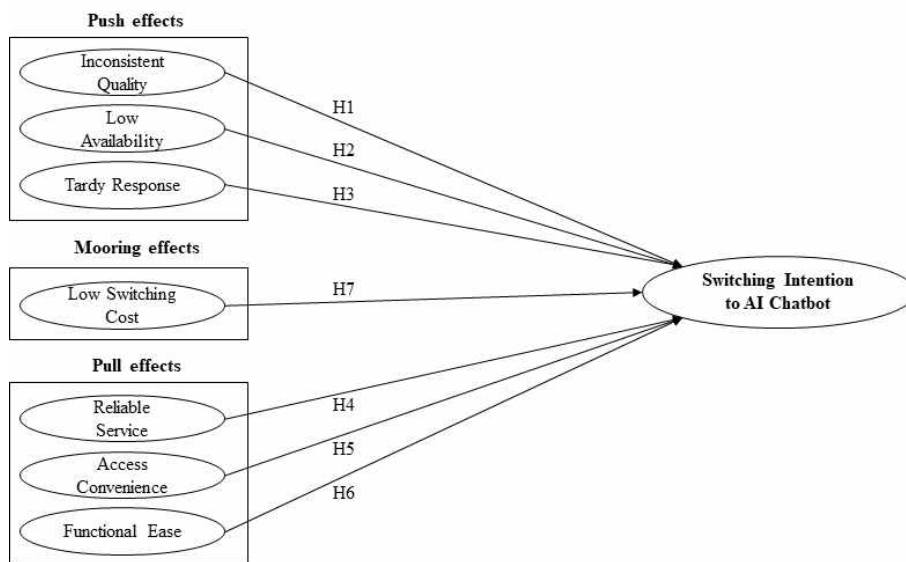 Push effects
Inconsistent
Quality
H1
Low
Availability
H2
Tardy Response
H3
Mooring effects
Low Switching
Cost
H7
Switching Intention
to AI Chatbot
Pull effects
Reliable
Service
H4
Access
Convenience
H5
Functional Ease
H6